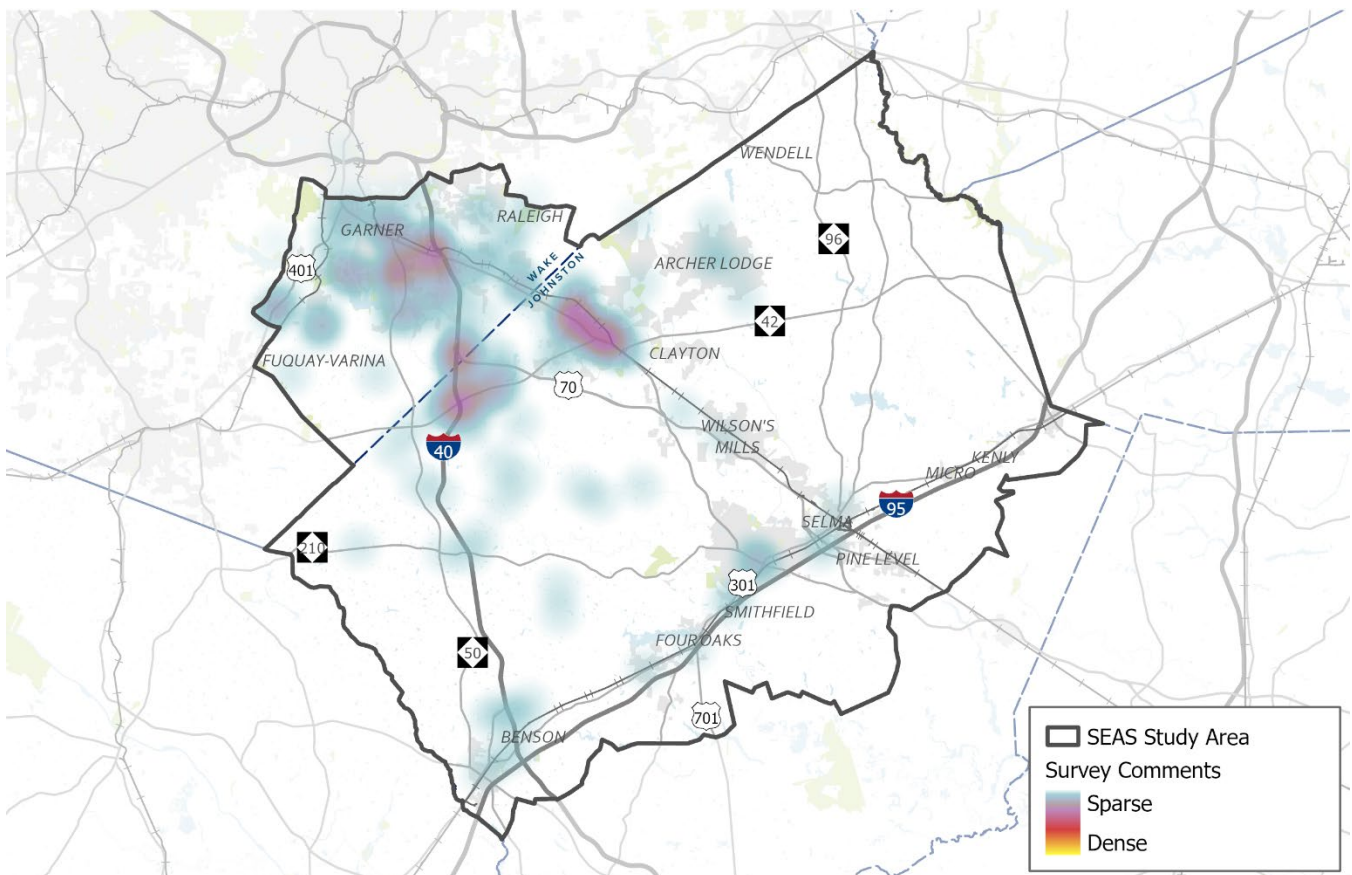 WENDELL
RALEIGH
GARNER
96
401
WAKE
JOHNSTON
ARCHER LODGE
42
CLAYTON
FUQUAY-VARINA
70
WILSON'S
MILLS
40
KENLY
MICRO
95
SELMA
210
PINE LEVEL
301
SMITHFIELD
FOUR OAKS
50
701
BENSON
SEAS Study Area
Survey Comments
Sparse
Dense